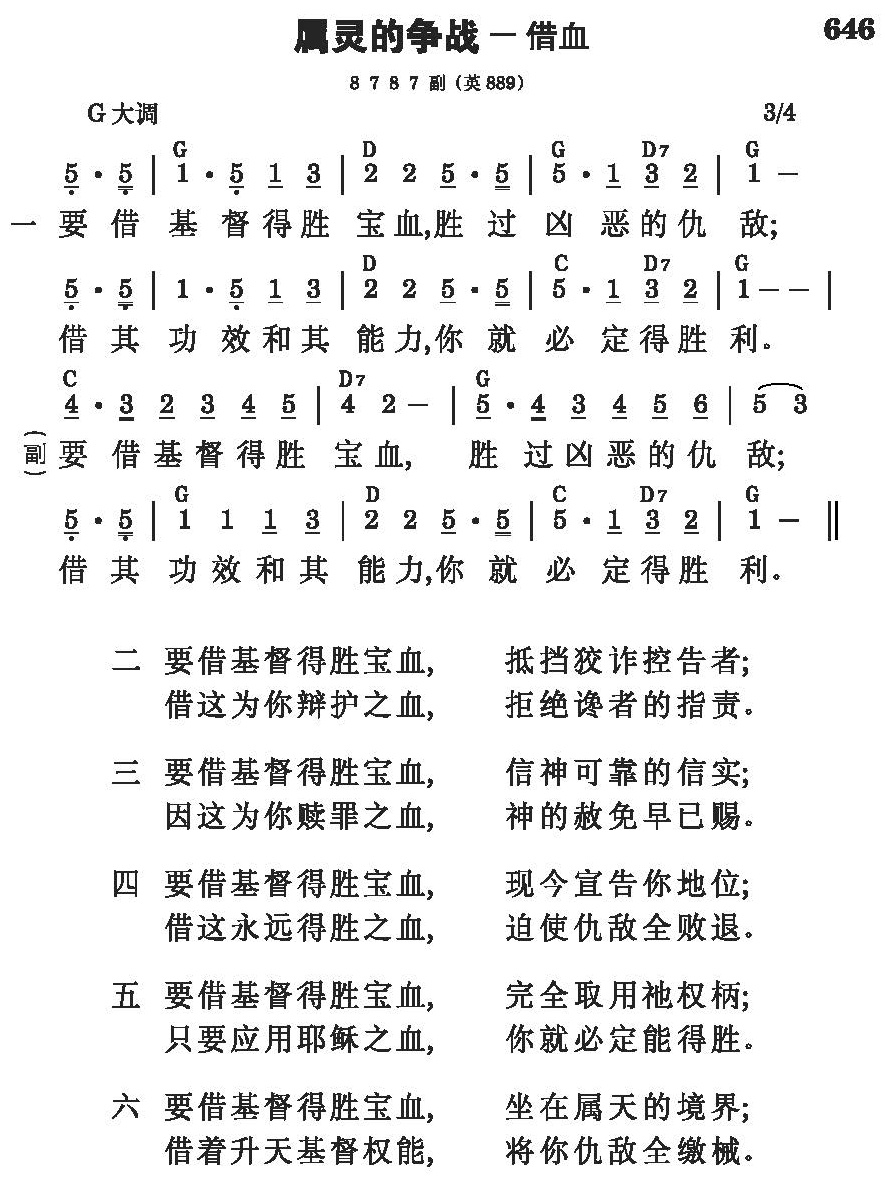 属灵的争战－借血
646
8 7 8 7 副（英889）
G大调 3/4
G D G D7 G
5 · 5 | 1 · 5 1 3 | 2 2 5 · 5 | 5 · 1 3 2 | 1 －
一 要 借 基 督 得 胜 宝 血,胜 过 凶 恶 的 仇 敌;
D C D7 G
5 · 5 | 1 · 5 1 3 | 2 2 5 · 5 | 5 · 1 3 2 | 1 － － |
借 其 功 效 和 其 能 力,你 就 必 定 得 胜 利。
C D7 G
4 · 3 2 3 4 5 | 4 2 － | 5 · 4 3 4 5 6 | 5 3
(副) 要 借 基 督 得 胜 宝 血, 胜 过 凶 恶 的 仇 敌;
G D C D7 G
5 · 5 | 1 1 1 3 | 2 2 5 · 5 | 5 · 1 3 2 | 1 － ‖
借 其 功 效 和 其 能 力,你 就 必 定 得 胜 利。
二 要借基督得胜宝血, 抵挡狡诈控告者;
借这为你辩护之血, 拒绝谗者的指责。
三 要借基督得胜宝血, 信神可靠的信实;
因这为你赎罪之血, 神的赦免早已赐。
四 要借基督得胜宝血, 现今宣告你地位;
借这永远得胜之血, 迫使仇敌全败退。
五 要借基督得胜宝血, 完全取用祂权柄;
只要应用耶稣之血, 你就必定能得胜。
六 要借基督得胜宝血, 坐在属天的境界;
借着升天基督权能, 将你仇敌全缴械。